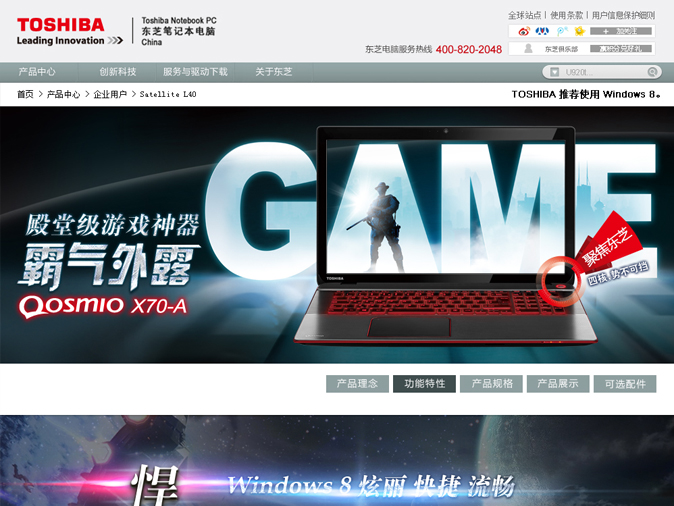 TOSHIBA
Leading Innovation >>>
Toshiba Notebook PC
东芝笔记本电脑
China
全球站点 | 使用条款 | 用户信息保护细则
+ 加关注
东芝俱乐部
东芝电脑服务热线 400-820-2048
产品中心 创新科技 服务与驱动下载 关于东芝
U920t...
首页 > 产品中心 > 企业用户 > Satellite L40
TOSHIBA 推荐使用 Windows 8。
GAME
殿堂级游戏神器
霸气外露
QOSMIO X70-A
TOSHIBA
聚焦东芝
四核 势不可挡
产品理念 功能特性 产品规格 产品展示 可选配件
悍
Windows 8 炫丽 快捷 流畅